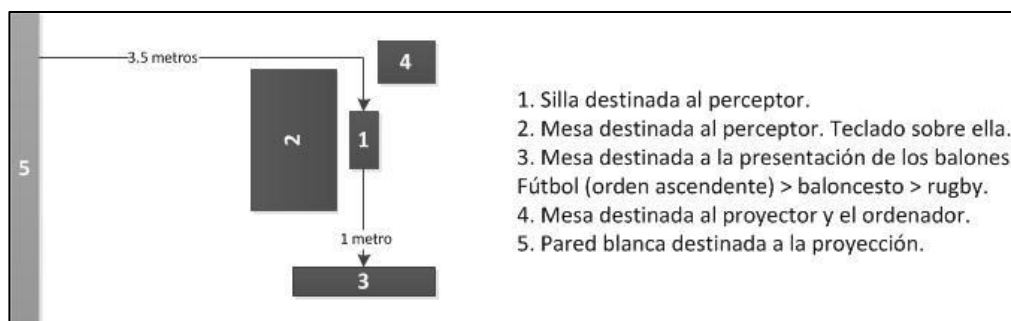 3.5 metros
4
2
1
5
1 metro
3
1. Silla destinada al perceptor.
2. Mesa destinada al perceptor. Teclado sobre ella.
3. Mesa destinada a la presentación de los balones
Fútbol (orden ascendente) > baloncesto > rugby.
4. Mesa destinada al proyector y el ordenador.
5. Pared blanca destinada a la proyección.